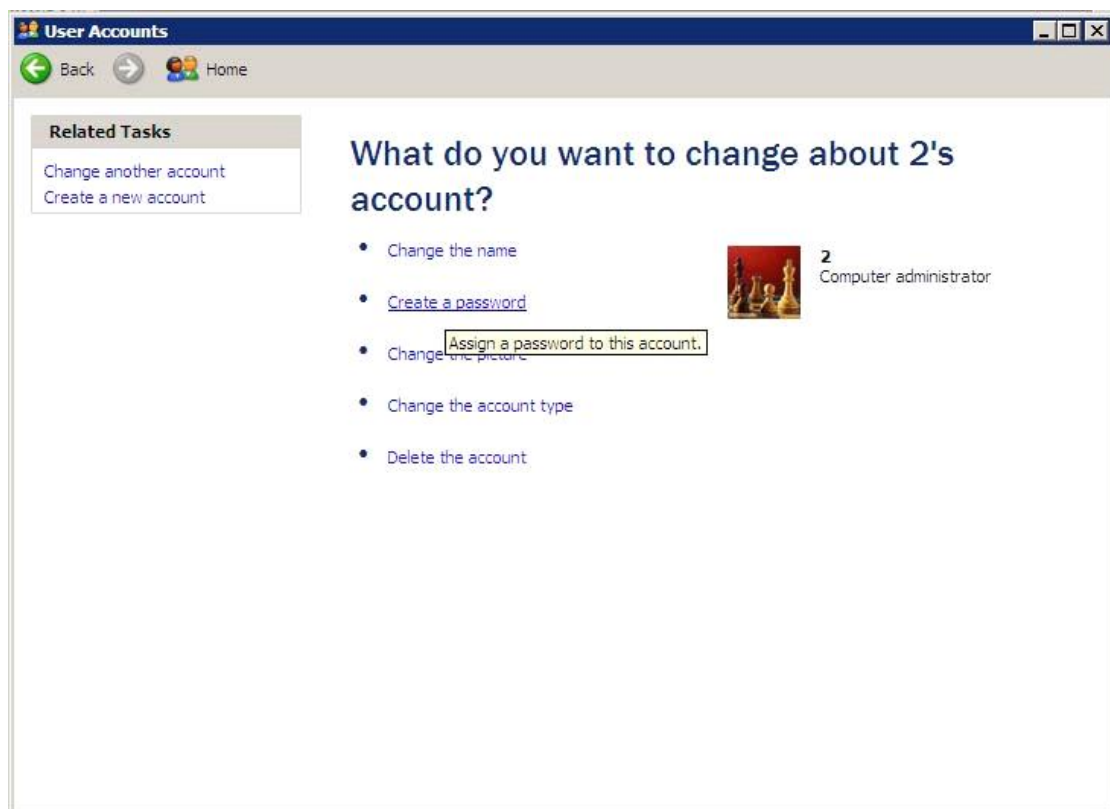 User Accounts
Back Home
Related Tasks
Change another account
Create a new account
What do you want to change about 2's
account?
Change the name
Create a password
Assign a password to this account.
Change the picture
Change the account type
Delete the account
2
Computer administrator